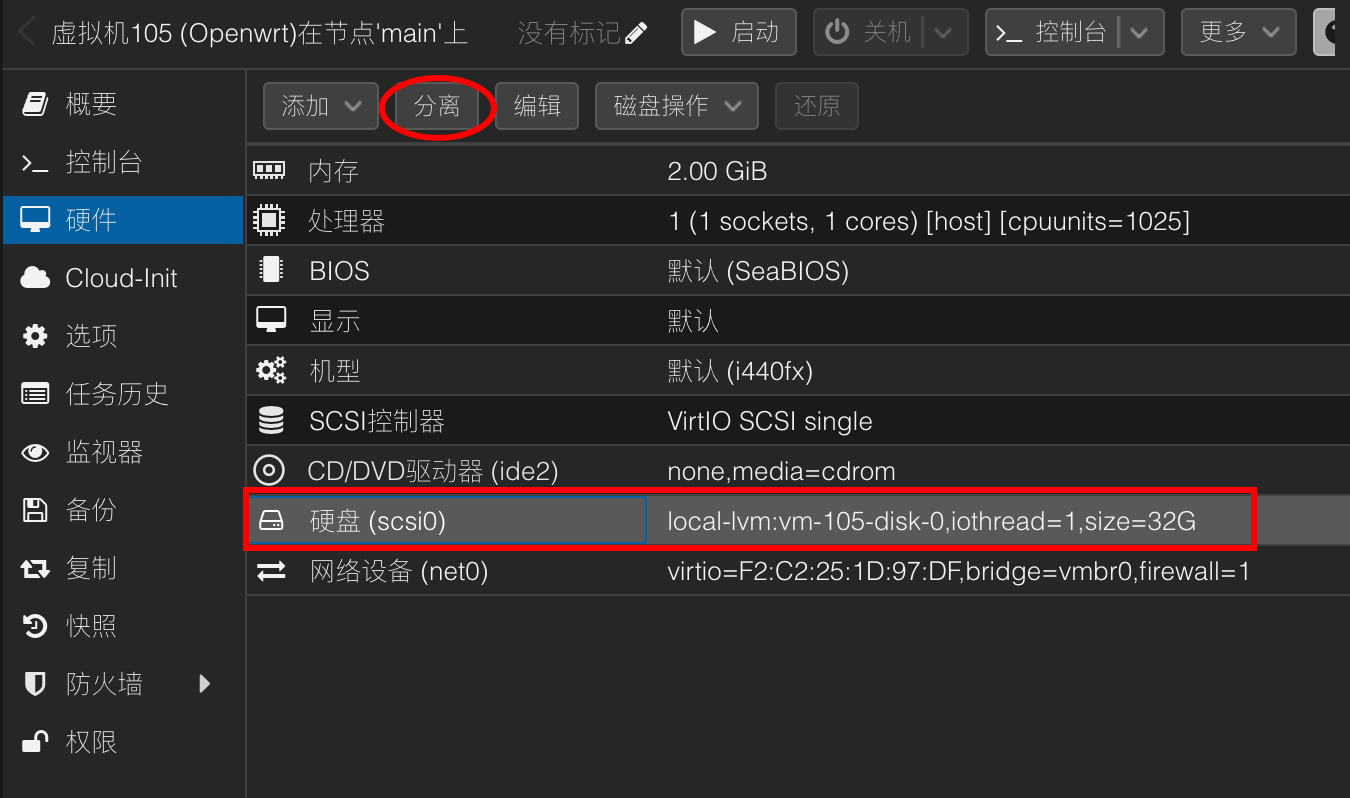 虚拟机105 (Openwrt)在节点'main'上 没有标记 启动 关机 控制台 更多
概要
控制台
硬件
Cloud-Init
选项
任务历史
监视器
备份
复制
快照
防火墙
权限
添加 分离 编辑 磁盘操作 还原
内存 2.00 GiB
处理器 1 (1 sockets, 1 cores) [host] [cpuunits=1025]
BIOS 默认 (SeaBIOS)
显示 默认
机型 默认 (i440fx)
SCSI控制器 VirtIO SCSI single
CD/DVD驱动器 (ide2) none,media=cdrom
硬盘 (scsi0) local-lvm:vm-105-disk-0,iothread=1,size=32G
网络设备 (net0) virtio=F2:C2:25:1D:97:DF,bridge=vmbr0,firewall=1